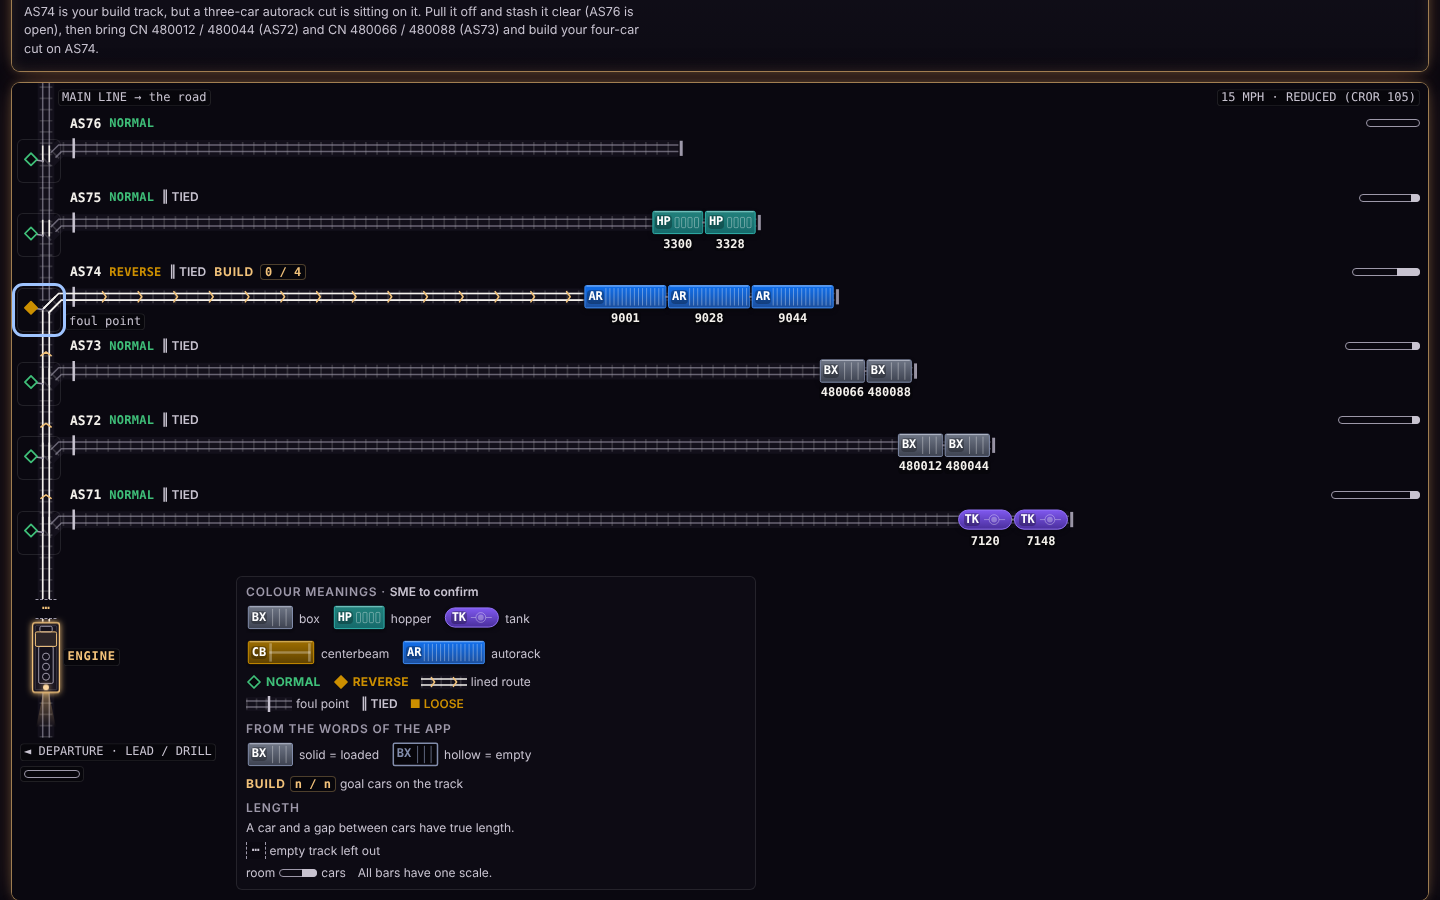 AS74 is your build track, but a three-car autorack cut is sitting on it. Pull it off and stash it clear (AS76 is
open), then bring CN 480012 / 480044 (AS72) and CN 480066 / 480088 (AS73) and build your four-car
cut on AS74.
MAIN LINE → the road
15 MPH · REDUCED (CROR 105)
AS76 NORMAL
AS75 NORMAL TIED
HP HP
3300 3328
AS74 REVERSE TIED BUILD 0 / 4
AR AR AR
9001 9028 9044
foul point
AS73 NORMAL TIED
BX BX
480066 480088
AS72 NORMAL TIED
BX BX
480012 480044
AS71 NORMAL TIED
TK TK
7120 7148
ENGINE
◄ DEPARTURE · LEAD / DRILL
COLOUR MEANINGS · SME to confirm
BX box HP hopper TK tank
CB centerbeam AR autorack
NORMAL REVERSE lined route
foul point TIED LOOSE
FROM THE WORDS OF THE APP
BX solid = loaded BX hollow = empty
BUILD n / n goal cars on the track
LENGTH
A car and a gap between cars have true length.
··· empty track left out
room cars All bars have one scale.